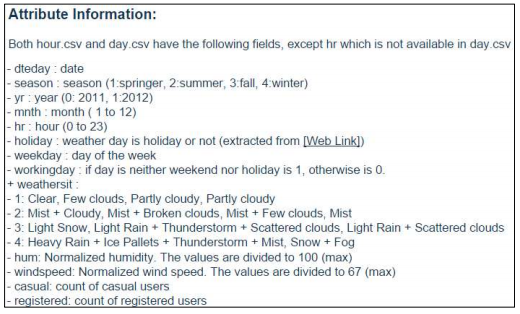 Attribute Information:
Both hour.csv and day.csv have the following fields, except hr which is not available in day.csv
- dteday : date
- season : season (1:springer, 2:summer, 3:fall, 4:winter)
- yr : year (0: 2011, 1:2012)
- mnth : month ( 1 to 12)
- hr : hour (0 to 23)
- holiday : weather day is holiday or not (extracted from [Web Link])
- weekday : day of the week
- workingday : if day is neither weekend nor holiday is 1, otherwise is 0.
+ weathersit :
- 1: Clear, Few clouds, Partly cloudy, Partly cloudy
- 2: Mist + Cloudy, Mist + Broken clouds, Mist + Few clouds, Mist
- 3: Light Snow, Light Rain + Thunderstorm + Scattered clouds, Light Rain + Scattered clouds
- 4: Heavy Rain + Ice Pallets + Thunderstorm + Mist, Snow + Fog
- hum: Normalized humidity. The values are divided to 100 (max)
- windspeed: Normalized wind speed. The values are divided to 67 (max)
- casual: count of casual users
- registered: count of registered users